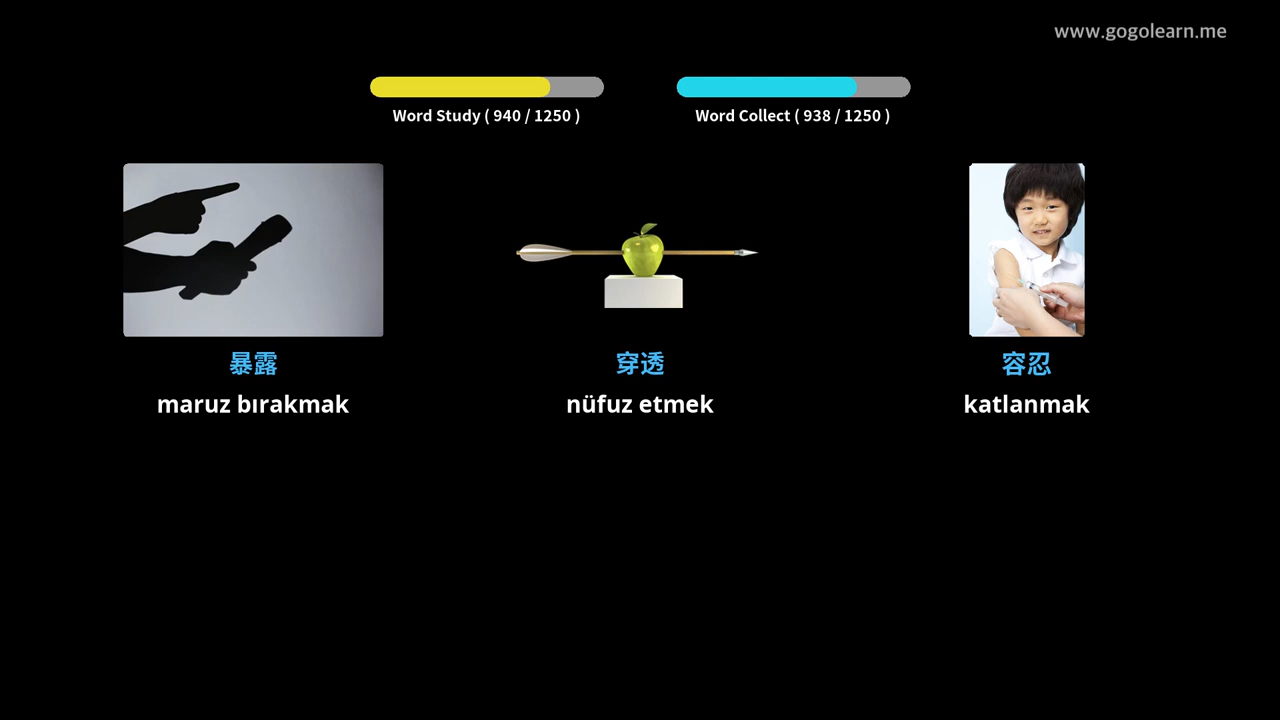 www.gogolearn.me
Word Study ( 940 / 1250 )
Word Collect ( 938 / 1250 )
暴露
穿透
容忍
maruz bırakmak
nüfuz etmek
katlanmak